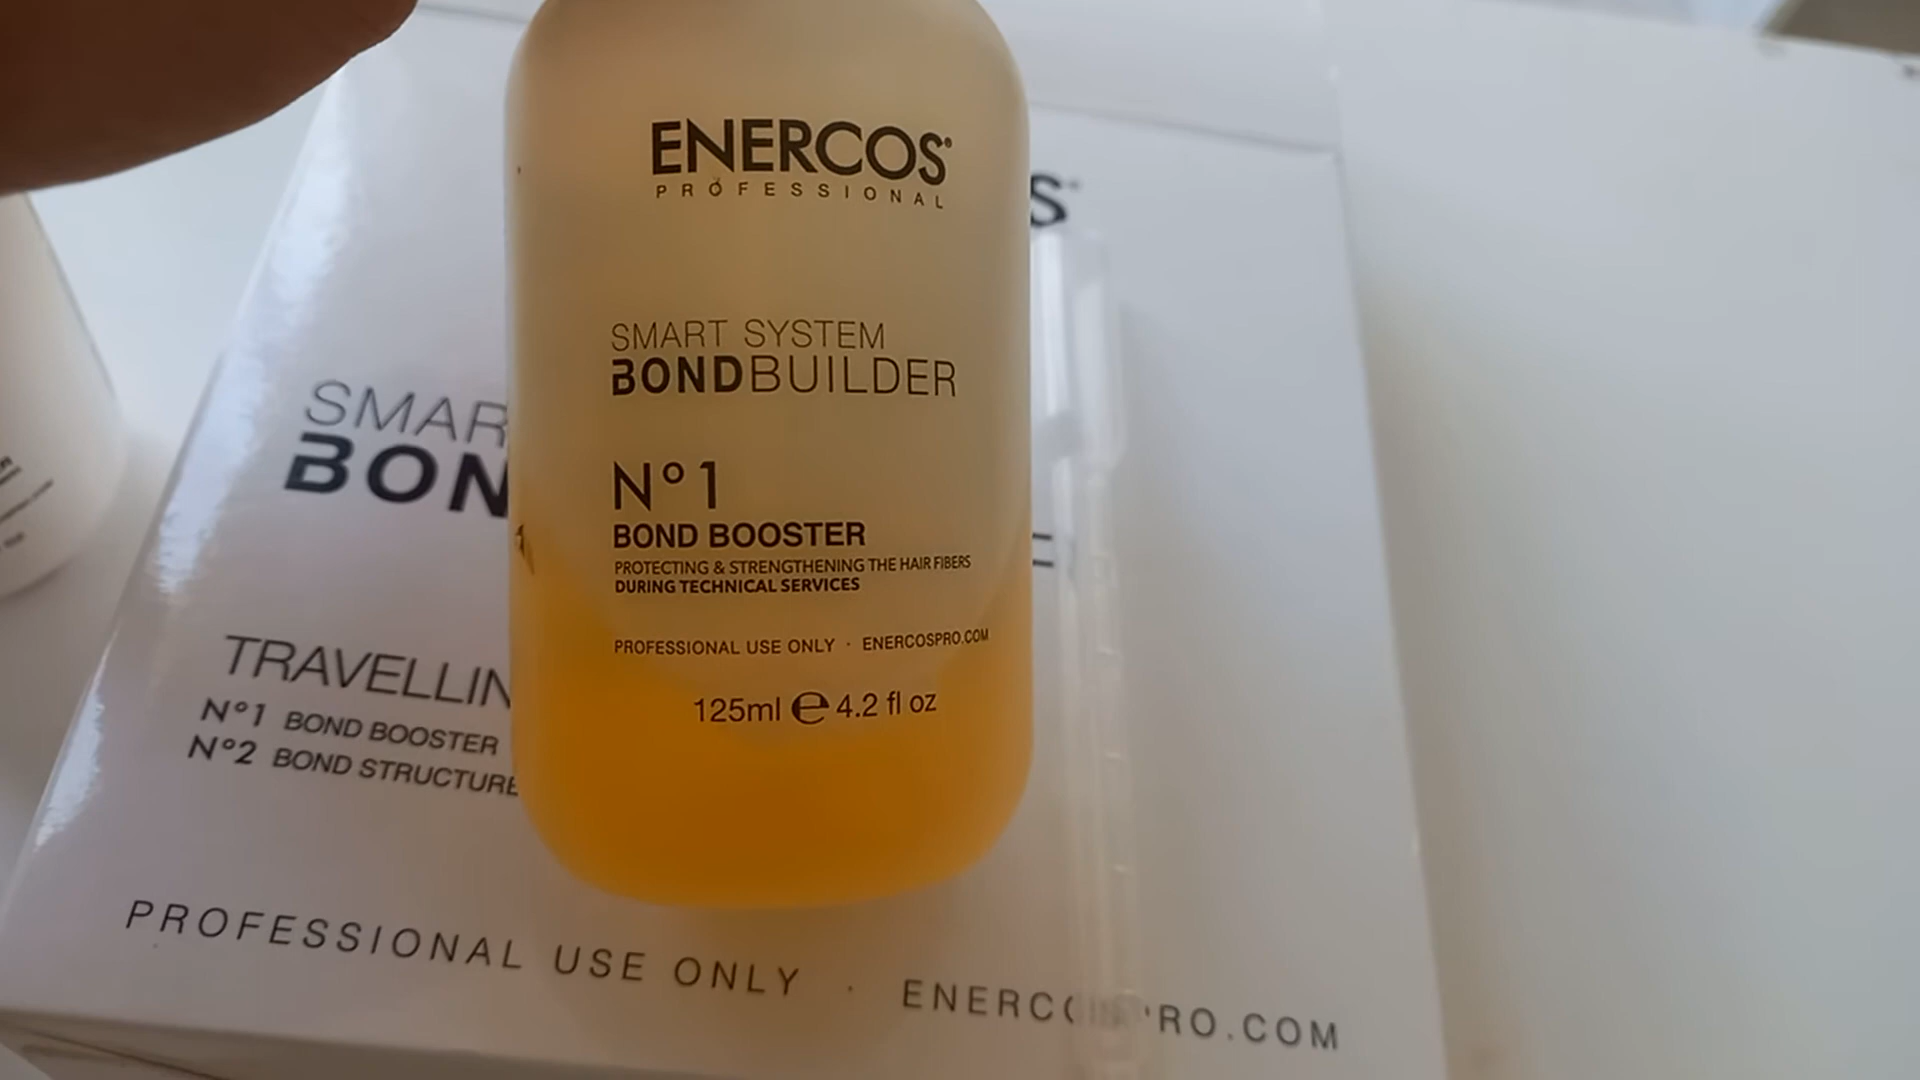 ENERCOS
PROFESSIONAL
SMART SYSTEM
BONDBUILDER
N°1
BOND BOOSTER
PROTECTING & STRENGTHENING THE HAIR FIBERS
DURING TECHNICAL SERVICES
PROFESSIONAL USE ONLY · ENERCOSPRO.COM
125ml e 4.2 fl oz
S
SMAR
BON
TRAVELLIN
N°1 BOND BOOSTER
N°2 BOND STRUCTURE
PROFESSIONAL USE ONLY ·